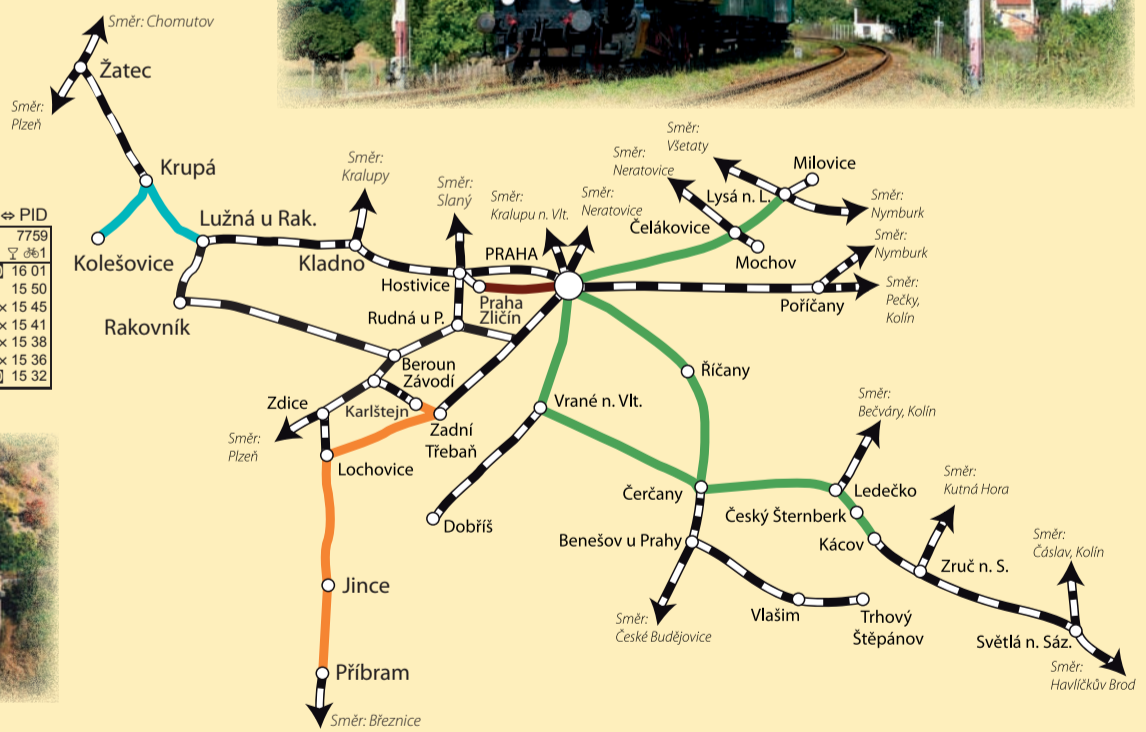 Směr: Chomutov
Žatec
Směr:
Plzeň
Krupá
Kolešovice
Lužná u Rak.
Rakovník
⇔ PID
7759
1
16 01
15 50
× 15 45
× 15 41
× 15 38
× 15 36
15 32
Směr:
Kralupy
Kladno
Směr:
Slaný
Směr:
Kralupu n. Vlt.
Směr:
Neratovice
PRAHA
Hostivice
Praha
Zličín
Rudná u P.
Beroun
Závodí
Karlštejn
Zdice
Směr:
Plzeň
Zadní
Třebaň
Lochovice
Jince
Příbram
Směr: Březnice
Směr:
Všetaty
Směr:
Neratovice
Milovice
Lysá n. L.
Čelákovice
Mochov
Směr:
Nymburk
Směr:
Nymburk
Poříčany
Směr:
Pečky,
Kolín
Říčany
Vrané n. Vlt.
Dobříš
Čerčany
Benešov u Prahy
Směr:
České Budějovice
Vlašim
Trhový
Štěpánov
Směr:
Bečváry, Kolín
Ledečko
Český Šternberk
Kácov
Směr:
Kutná Hora
Zruč n. S.
Směr:
Čáslav, Kolín
Světlá n. Sáz.
Směr:
Havlíčkův Brod